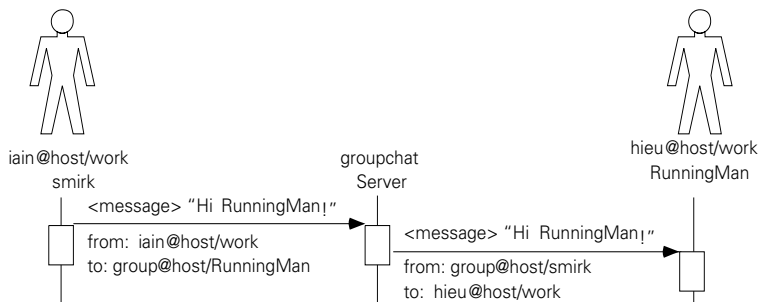 iain@host/work
smirk
groupchat
Server
hieu@host/work
RunningMan
<message> “Hi RunningMan!”
from: iain@host/work
to: group@host/RunningMan
<message> “Hi RunningMan!”
from: group@host/smirk
to: hieu@host/work